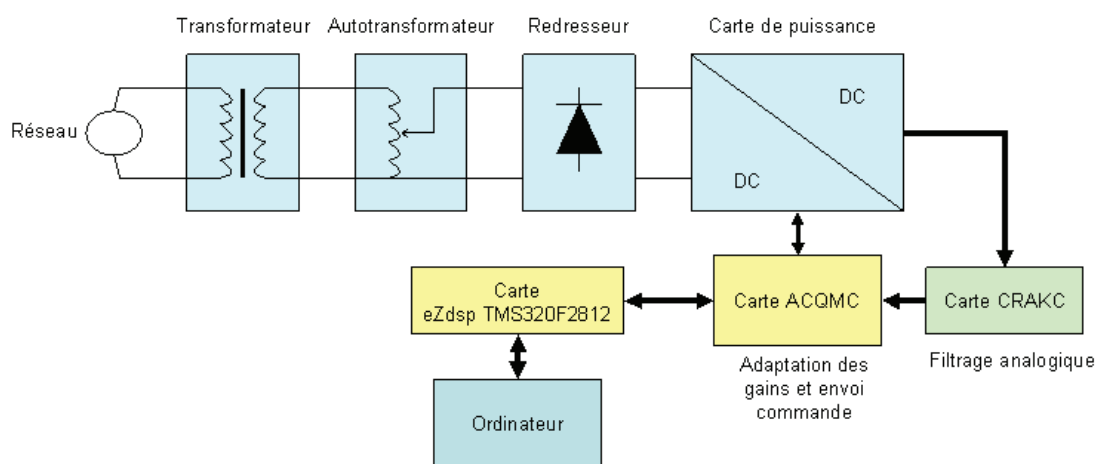 Transformateur
Autotransformateur
Redresseur
Carte de puissance
Réseau
DC
DC
Carte
eZdsp TMS320F2812
Carte ACQMC
Carte CRAKC
Adaptation des
gains et envoi
commande
Filtrage analogique
Ordinateur